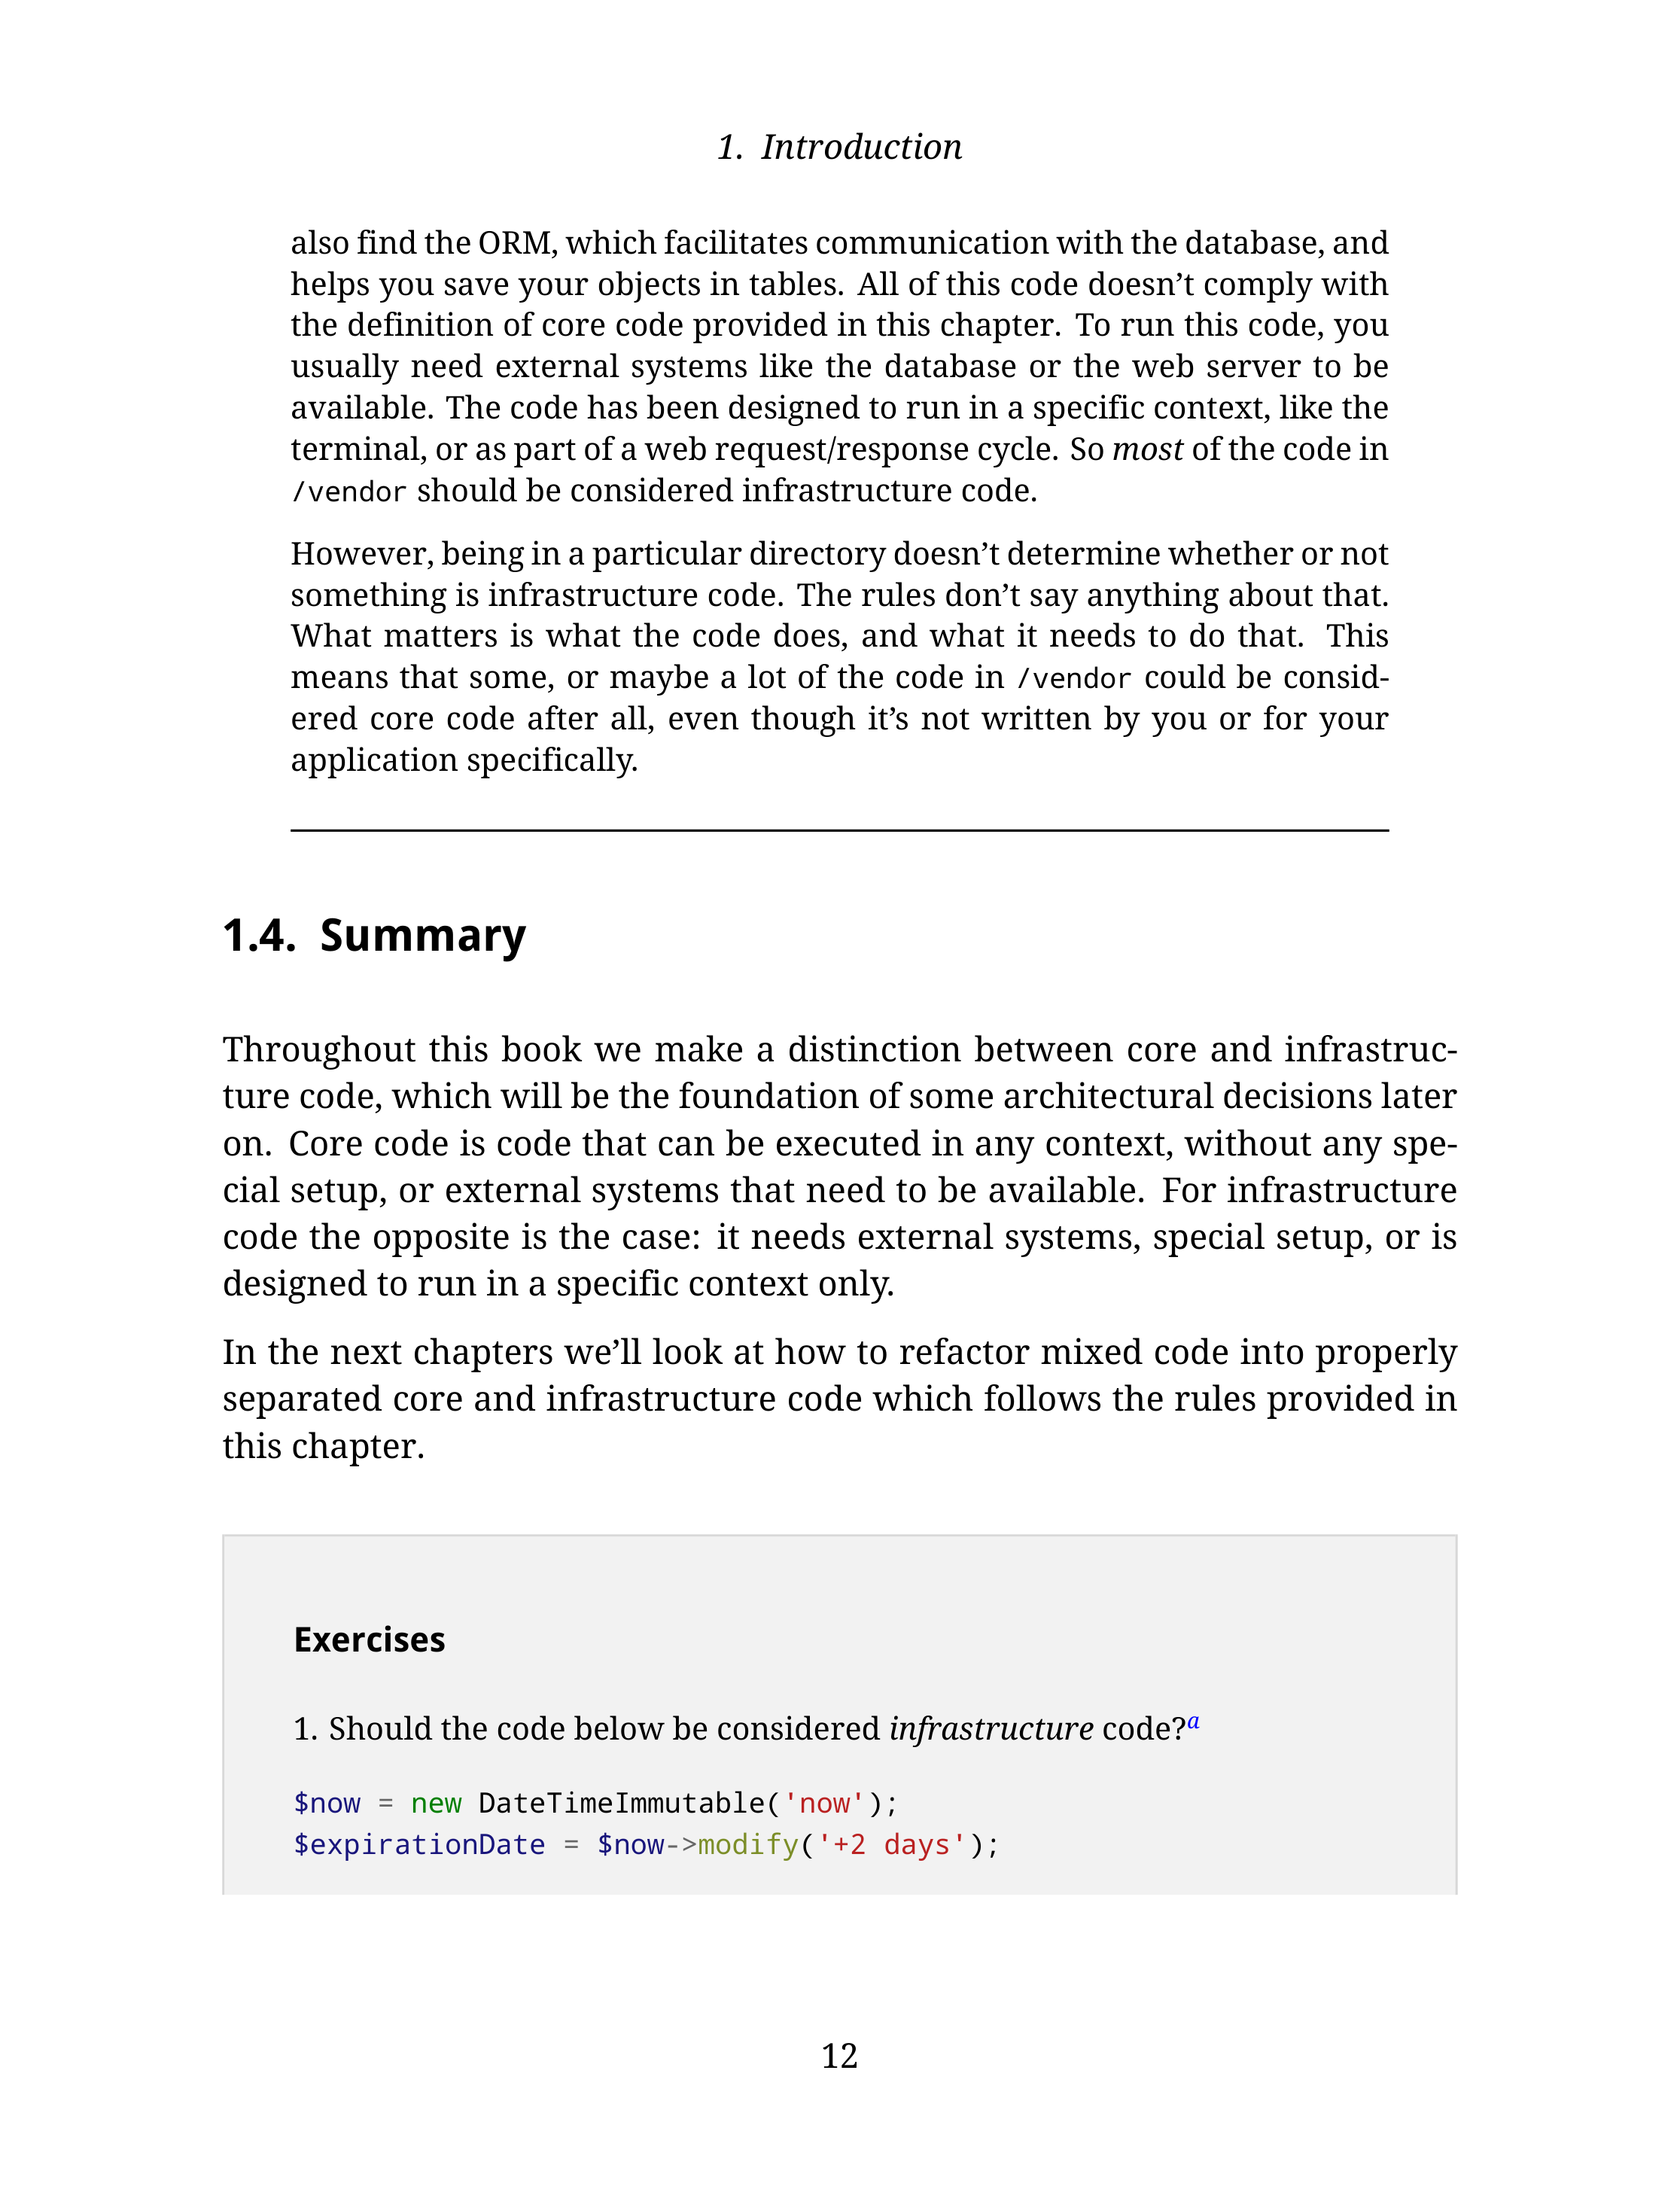 1. Introduction
also find the ORM, which facilitates communication with the database, and
helps you save your objects in tables. All of this code doesn’t comply with
the definition of core code provided in this chapter. To run this code, you
usually need external systems like the database or the web server to be
available. The code has been designed to run in a specific context, like the
terminal, or as part of a web request/response cycle. So most of the code in
/vendor should be considered infrastructure code.
However, being in a particular directory doesn’t determine whether or not
something is infrastructure code. The rules don’t say anything about that.
What matters is what the code does, and what it needs to do that. This
means that some, or maybe a lot of the code in /vendor could be consid-
ered core code after all, even though it’s not written by you or for your
application specifically.
1.4. Summary
Throughout this book we make a distinction between core and infrastruc-
ture code, which will be the foundation of some architectural decisions later
on. Core code is code that can be executed in any context, without any spe-
cial setup, or external systems that need to be available. For infrastructure
code the opposite is the case: it needs external systems, special setup, or is
designed to run in a specific context only.
In the next chapters we’ll look at how to refactor mixed code into properly
separated core and infrastructure code which follows the rules provided in
this chapter.
Exercises
1. Should the code below be considered infrastructure code?a
$now = new DateTimeImmutable('now');
$expirationDate = $now->modify('+2 days');
12